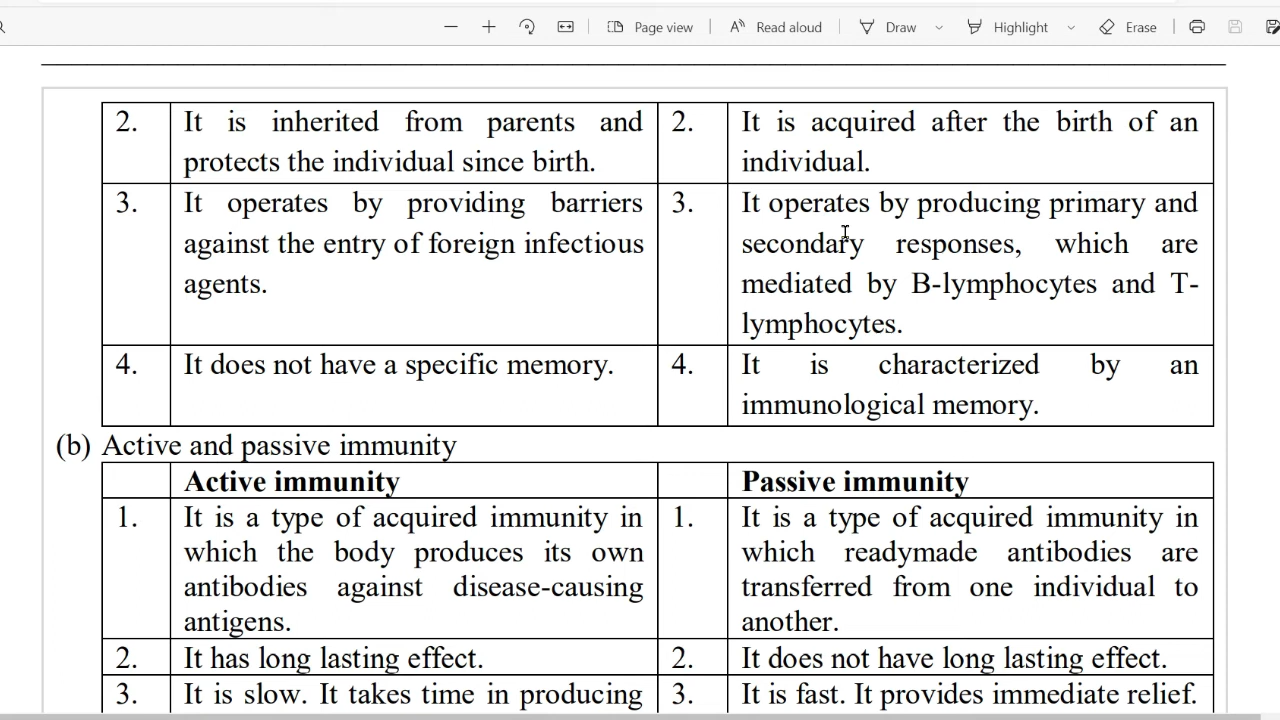 Page view
Read aloud
Draw
Highlight
Erase
2. It is inherited from parents and
protects the individual since birth.
2. It is acquired after the birth of an
individual.
3. It operates by providing barriers
against the entry of foreign infectious
agents.
3. It operates by producing primary and
secondary responses, which are
mediated by B-lymphocytes and T-
lymphocytes.
4. It does not have a specific memory.
4. It is characterized by an
immunological memory.
(b) Active and passive immunity
Active immunity
Passive immunity
1. It is a type of acquired immunity in
which the body produces its own
antibodies against disease-causing
antigens.
1. It is a type of acquired immunity in
which readymade antibodies are
transferred from one individual to
another.
2. It has long lasting effect.
2. It does not have long lasting effect.
3. It is slow. It takes time in producing
3. It is fast. It provides immediate relief.